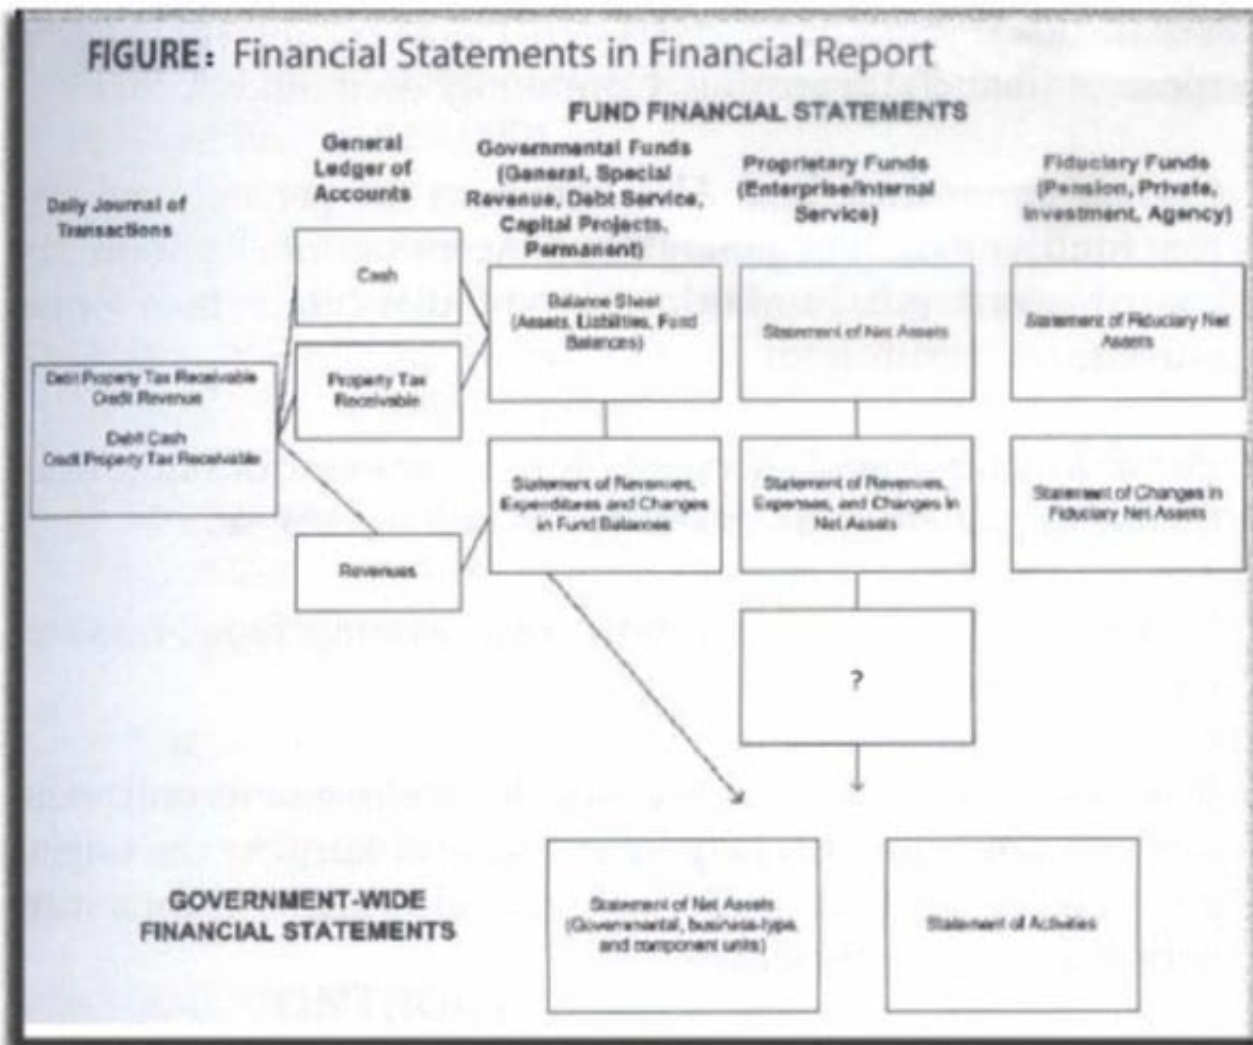 FIGURE: Financial Statements in Financial Report
FUND FINANCIAL STATEMENTS
Daily Journal of
Transactions
General
Ledger of
Accounts
Governmental Funds
(General, Special
Revenue, Debt Service,
Capital Projects,
Permanent)
Proprietary Funds
(Enterprise/Internal
Service)
Fiduciary Funds
(Pension, Private,
Investment, Agency)
Debit Property Tax Receivable
Credit Revenue
Debit Cash
Credit Property Tax Receivable
Cash
Property Tax
Receivable
Revenues
Balance Sheet
(Assets, Liabilities, Fund
Balances)
Statement of Net Assets
Statement of Fiduciary Net
Assets
Statement of Revenues,
Expenditures and Changes
in Fund Balances
Statement of Revenues,
Expenses, and Changes in
Net Assets
Statement of Changes in
Fiduciary Net Assets
?
GOVERNMENT-WIDE
FINANCIAL STATEMENTS
Statement of Net Assets
(Governmental, business-type,
and component units)
Statement of Activities